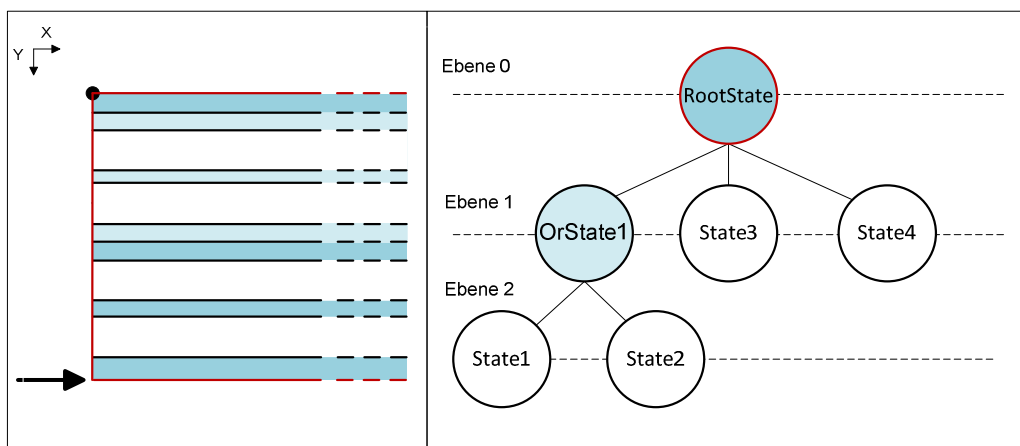 X
Y
Ebene 0
RootState
Ebene 1
OrState1
State3
State4
Ebene 2
State1
State2